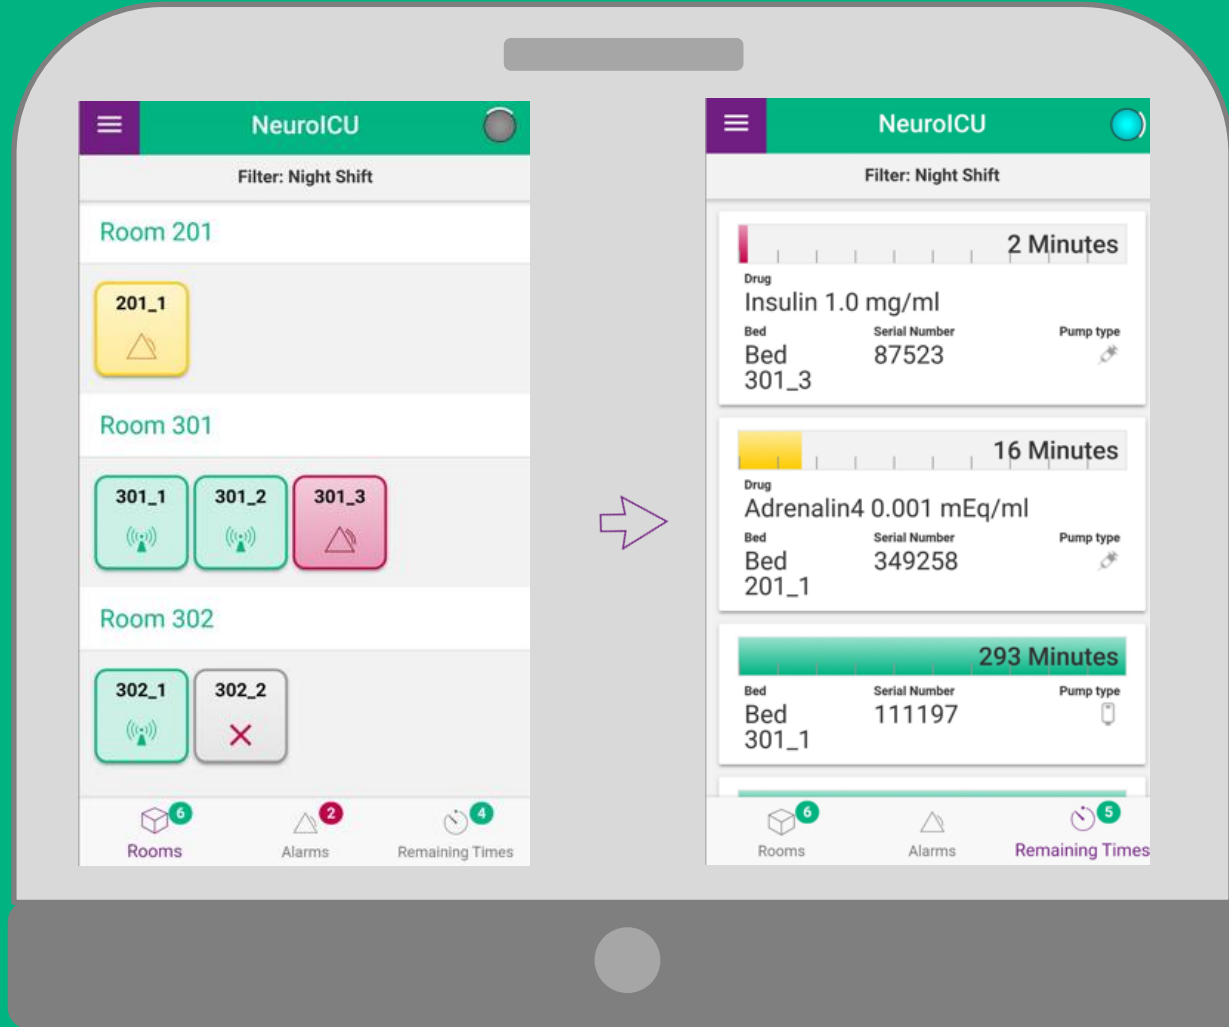 NeuroICU
Filter: Night Shift
Room 201
201_1
Room 301
301_1 301_2 301_3
Room 302
302_1 302_2
6 2 4
Rooms Alarms Remaining Times
NeuroICU
Filter: Night Shift
2 Minutes
Drug
Insulin 1.0 mg/ml
Bed Serial Number Pump type
Bed 87523
301_3
16 Minutes
Drug
Adrenalin4 0.001 mEq/ml
Bed Serial Number Pump type
Bed 349258
201_1
293 Minutes
Bed Serial Number Pump type
Bed 111197
301_1
6 5
Rooms Alarms Remaining Times